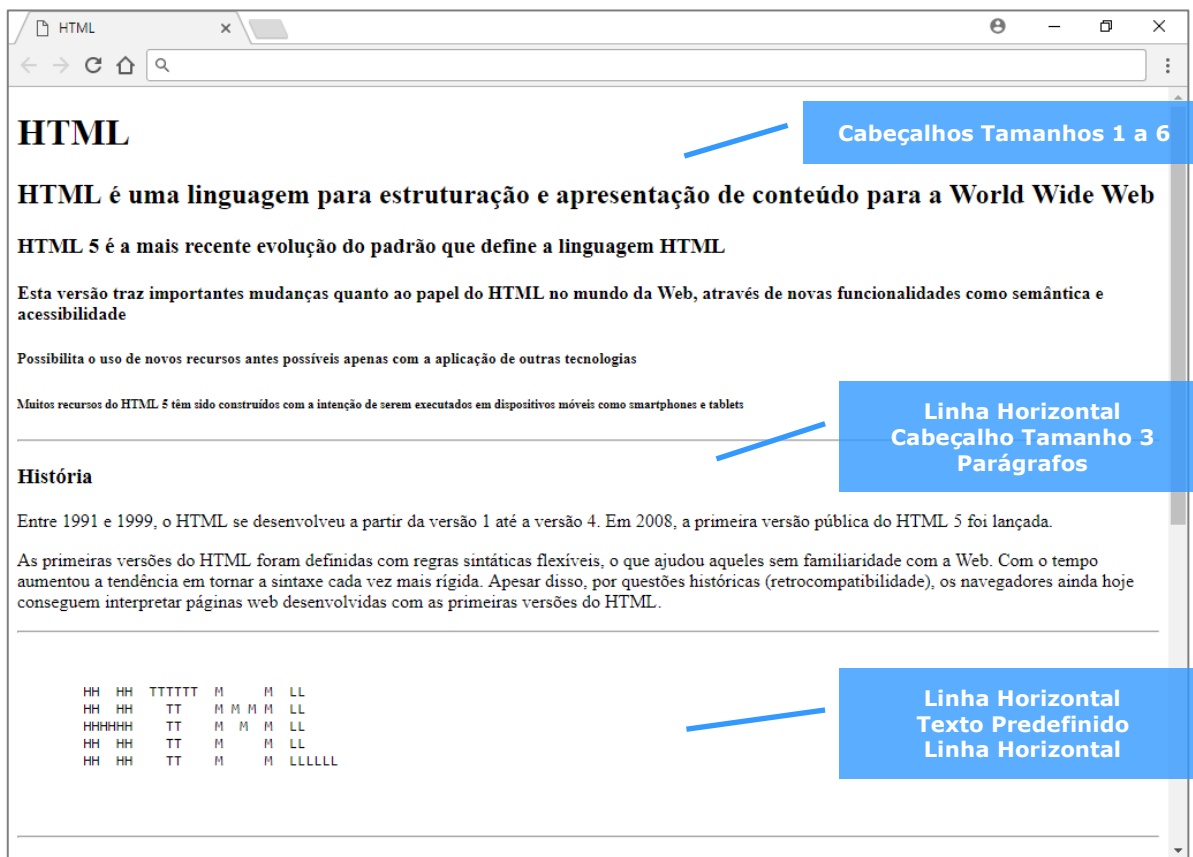 HTML
Cabeçalhos Tamanhos 1 a 6
HTML
HTML é uma linguagem para estruturação e apresentação de conteúdo para a World Wide Web
HTML 5 é a mais recente evolução do padrão que define a linguagem HTML
Esta versão traz importantes mudanças quanto ao papel do HTML no mundo da Web, através de novas funcionalidades como semântica e
acessibilidade
Possibilita o uso de novos recursos antes possíveis apenas com a aplicação de outras tecnologias
Muitos recursos do HTML 5 têm sido construídos com a intenção de serem executados em dispositivos móveis como smartphones e tablets
Linha Horizontal
Cabeçalho Tamanho 3
Parágrafos
História
Entre 1991 e 1999, o HTML se desenvolveu a partir da versão 1 até a versão 4. Em 2008, a primeira versão pública do HTML 5 foi lançada.
As primeiras versões do HTML foram definidas com regras sintáticas flexíveis, o que ajudou aqueles sem familiaridade com a Web. Com o tempo
aumentou a tendência em tornar a sintaxe cada vez mais rígida. Apesar disso, por questões históricas (retrocompatibilidade), os navegadores ainda hoje
conseguem interpretar páginas web desenvolvidas com as primeiras versões do HTML.
HH  HH  TTTTTT  M     M  LL
HH  HH    TT    M M M M  LL
HHHHHH    TT    M  M  M  LL
HH  HH    TT    M     M  LL
HH  HH    TT    M     M  LLLLLL
Linha Horizontal
Texto Predefinido
Linha Horizontal